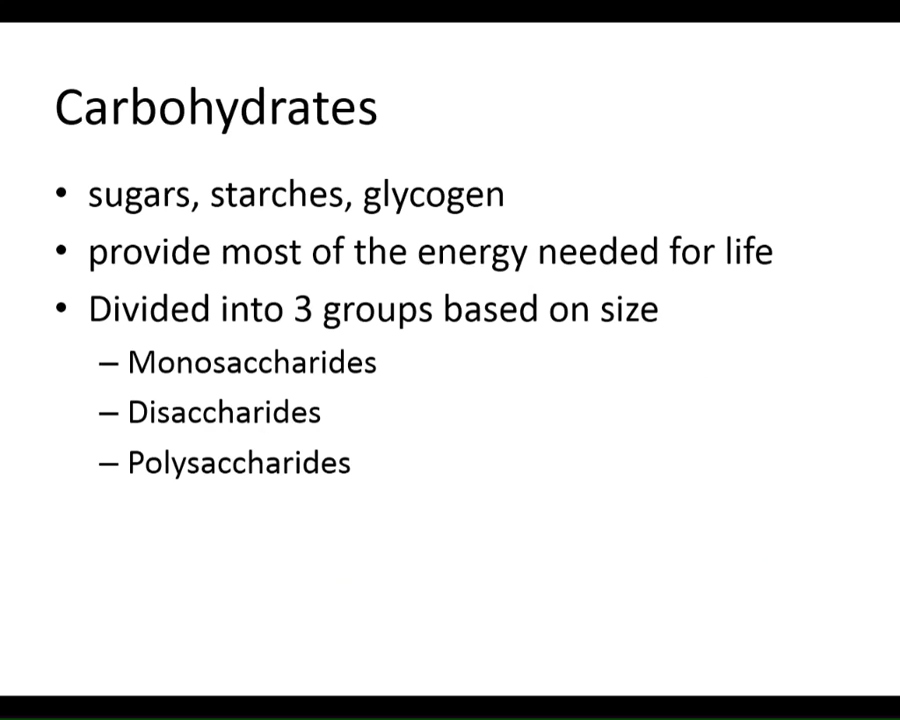 Carbohydrates
• sugars, starches, glycogen
• provide most of the energy needed for life
• Divided into 3 groups based on size
– Monosaccharides
– Disaccharides
– Polysaccharides